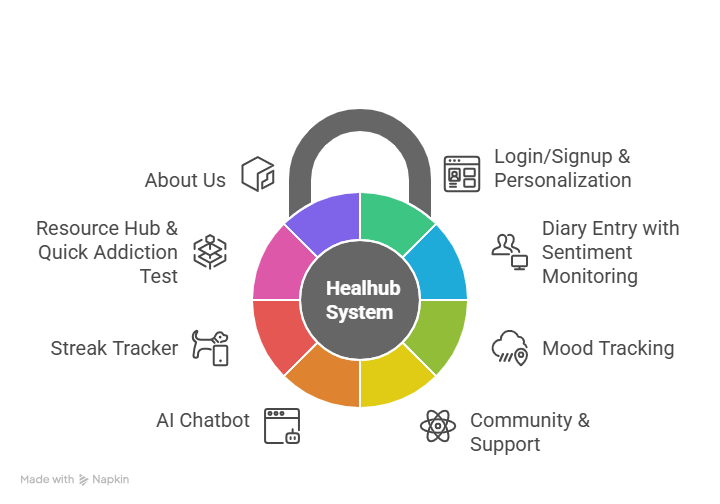 About Us
Login/Signup &
Personalization
Resource Hub &
Quick Addiction
Test
Diary Entry with
Sentiment
Monitoring
Healhub
System
Streak Tracker
Mood Tracking
AI Chatbot
Community &
Support
Made with Napkin